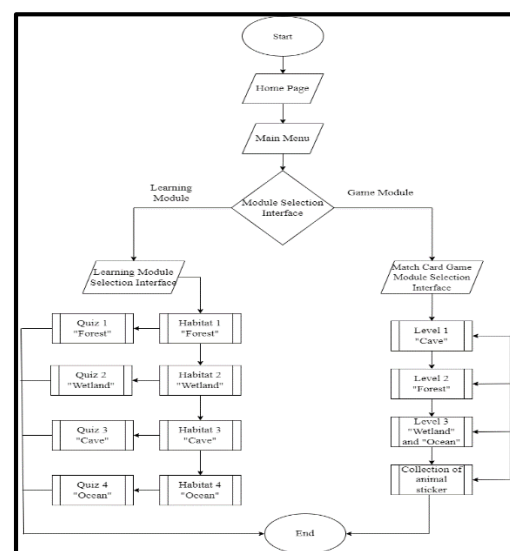 Start
Home Page
Main Menu
Learning
Module
Game Module
Module Selection
Interface
Learning Module
Selection Interface
Match Card Game
Module Selection
Interface
Quiz 1
"Forest"
Habitat 1
"Forest"
Level 1
"Cave"
Quiz 2
"Wetland"
Habitat 2
"Wetland"
Level 2
"Forest"
Quiz 3
"Cave"
Habitat 3
"Cave"
Level 3
"Wetland"
and "Ocean"
Quiz 4
"Ocean"
Habitat 4
"Ocean"
Collection of
animal
sticker
End